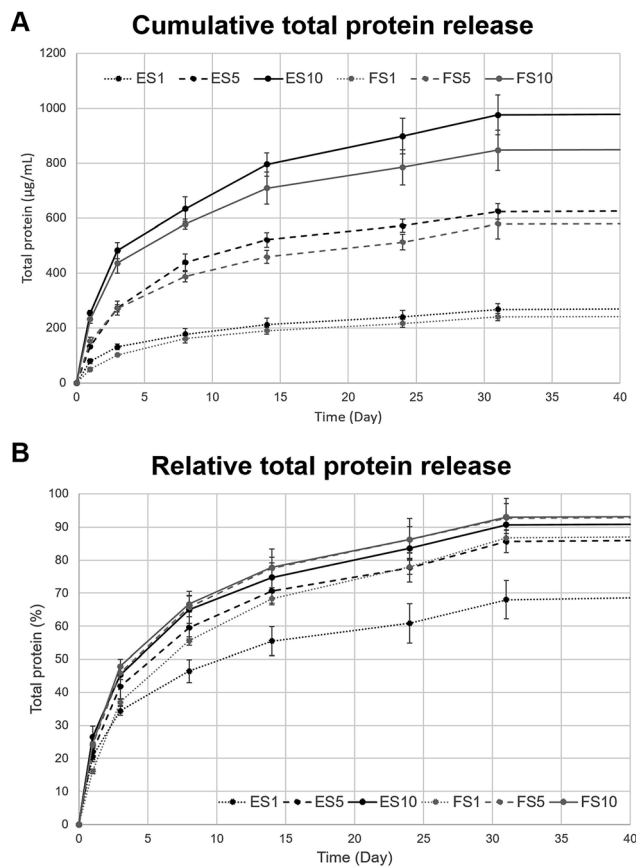 A
Cumulative total protein release
1200
1000
800
600
400
200
0
ES1 ES5 ES10 FS1 FS5 FS10
Total protein (µg/mL)
0 5 10 15 20 25 30 35 40
Time (Day)
B
Relative total protein release
100
90
80
70
60
50
40
30
20
10
0
Total protein (%)
ES1 ES5 ES10 FS1 FS5 FS10
0 5 10 15 20 25 30 35 40
Time (Day)